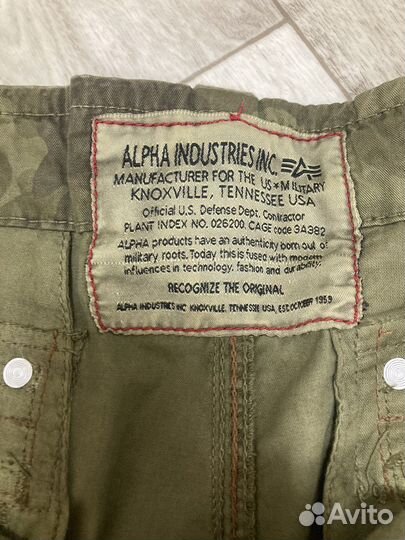 ALPHA INDUSTRIES INC.
MANUFACTURER FOR THE US★MILITARY
KNOXVILLE, TENNESSEE USA
Official U.S. Defense Dept. Contractor
PLANT INDEX NO. 026200. CAGE code 3A382
ALPHA products have an authenticity born out of
military roots. Today this is fused with modern
influences in technology. fashion and durability.
RECOGNIZE THE ORIGINAL
ALPHA INDUSTRIES INC KNOXVILLE, TENNESSEE USA, EST. OCTOBER 1959
Avito